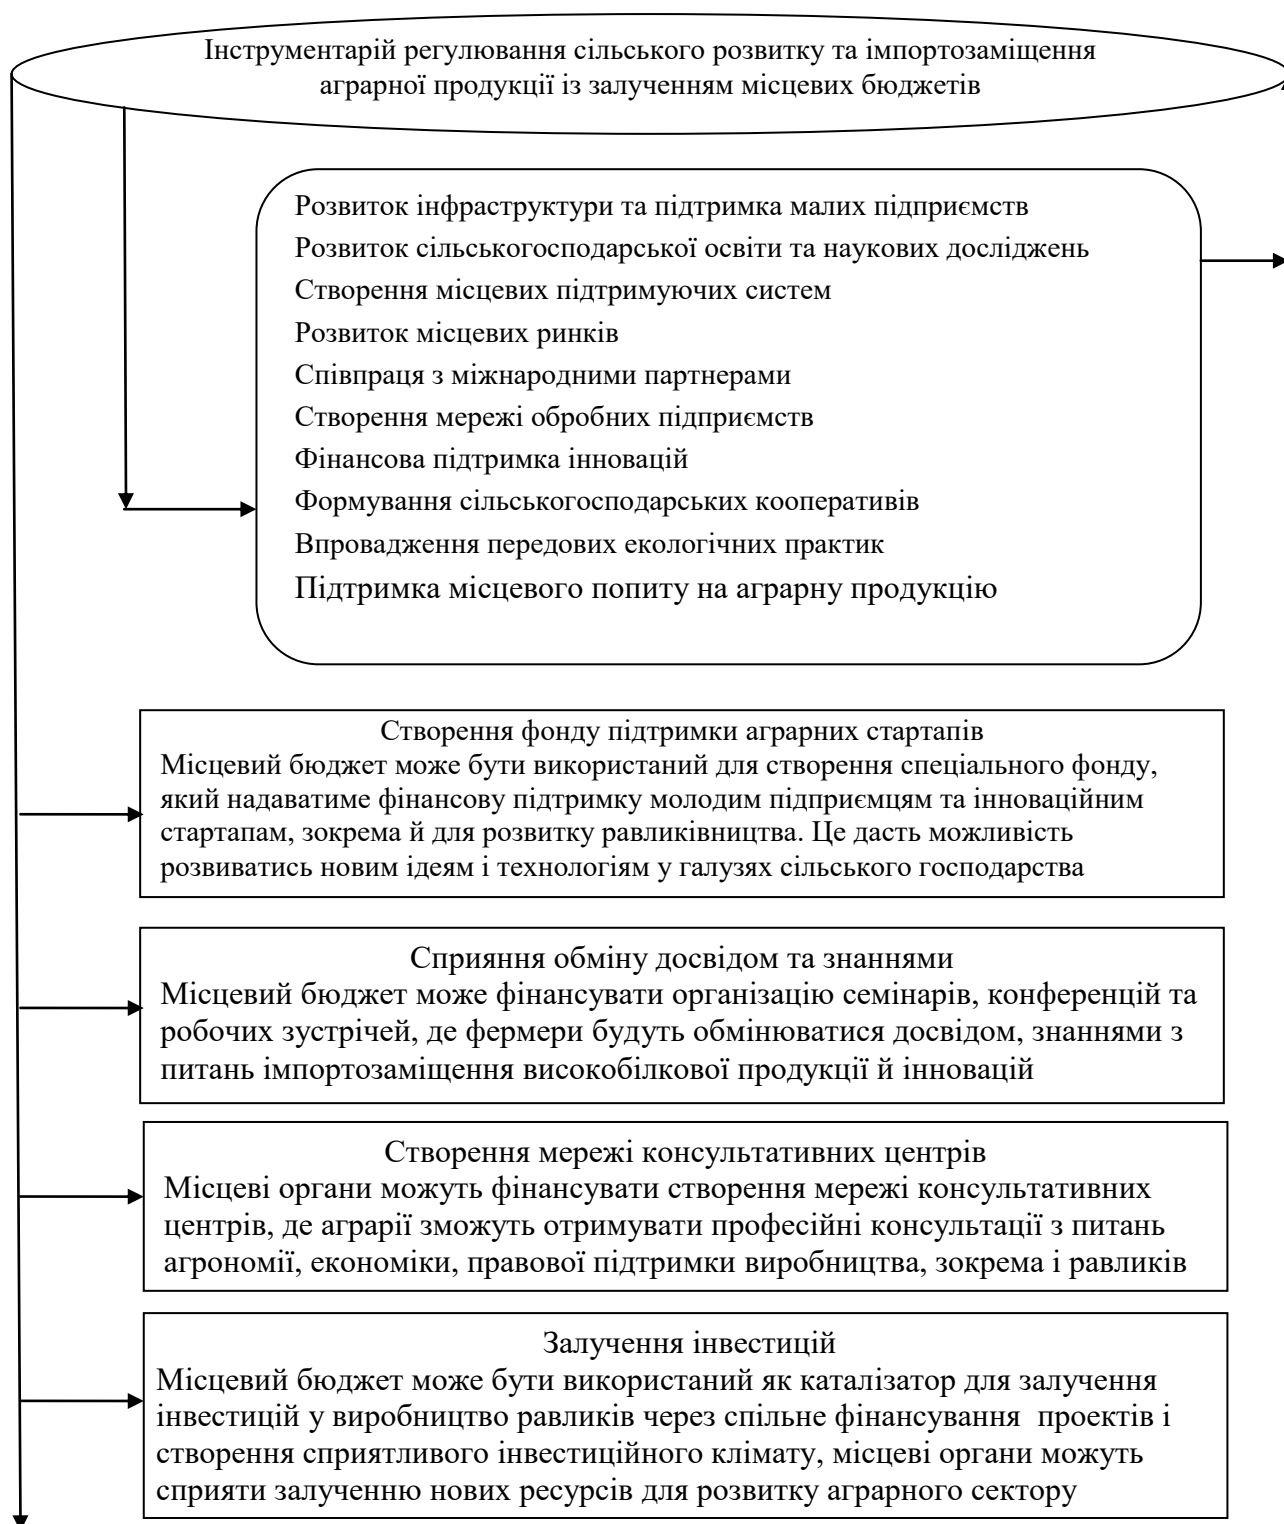 Інструментарій регулювання сільського розвитку та імпортозаміщення
аграрної продукції із залученням місцевих бюджетів
Розвиток інфраструктури та підтримка малих підприємств
Розвиток сільськогосподарської освіти та наукових досліджень
Створення місцевих підтримуючих систем
Розвиток місцевих ринків
Співпраця з міжнародними партнерами
Створення мережі обробних підприємств
Фінансова підтримка інновацій
Формування сільськогосподарських кооперативів
Впровадження передових екологічних практик
Підтримка місцевого попиту на аграрну продукцію
Створення фонду підтримки аграрних стартапів
Місцевий бюджет може бути використаний для створення спеціального фонду,
який надаватиме фінансову підтримку молодим підприємцям та інноваційним
стартапам, зокрема й для розвитку равликівництва. Це дасть можливість
розвиватись новим ідеям і технологіям у галузях сільського господарства
Сприяння обміну досвідом та знаннями
Місцевий бюджет може фінансувати організацію семінарів, конференцій та
робочих зустрічей, де фермери будуть обмінюватися досвідом, знаннями з
питань імпортозаміщення високобілкової продукції й інновацій
Створення мережі консультативних центрів
Місцеві органи можуть фінансувати створення мережі консультативних
центрів, де аграрії зможуть отримувати професійні консультації з питань
агрономії, економіки, правової підтримки виробництва, зокрема і равликів
Залучення інвестицій
Місцевий бюджет може бути використаний як каталізатор для залучення
інвестицій у виробництво равликів через спільне фінансування проектів і
створення сприятливого інвестиційного клімату, місцеві органи можуть
сприяти залученню нових ресурсів для розвитку аграрного сектору